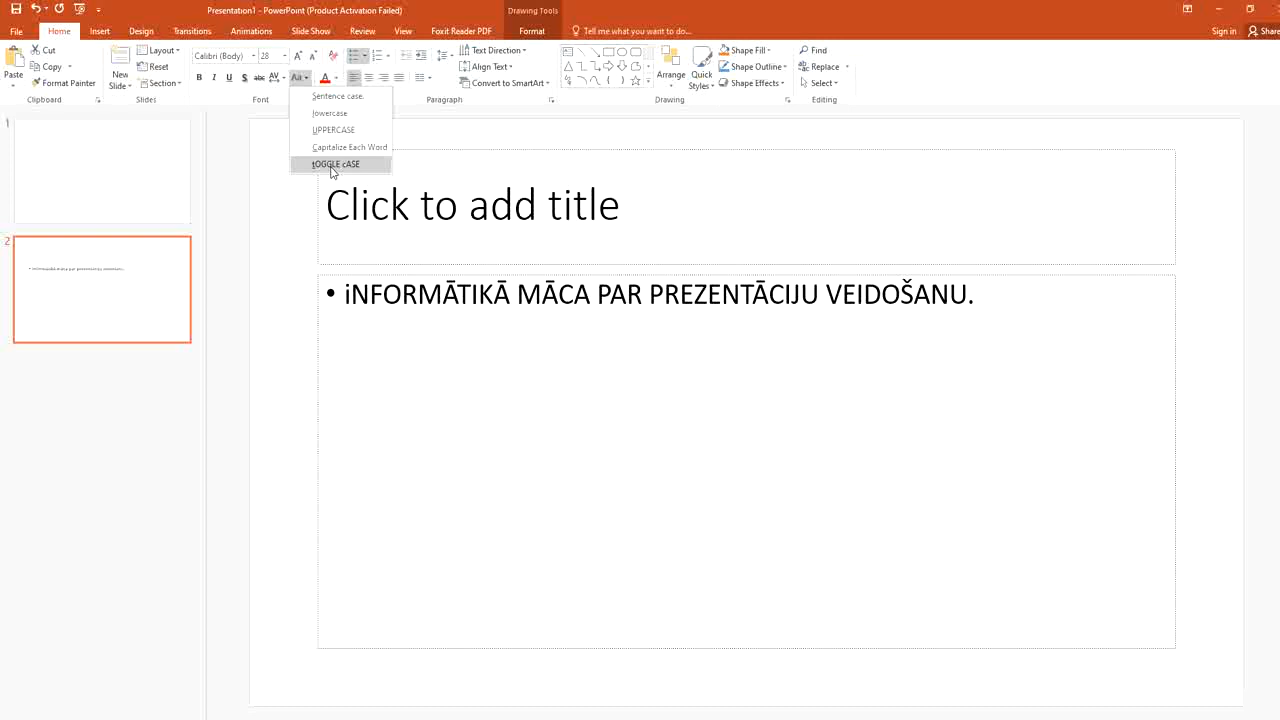 Presentation1 - PowerPoint (Product Activation Failed)
Drawing Tools
File Home Insert Design Transitions Animations Slide Show Review View Foxit Reader PDF Format Tell me what you want to do... Sign in Share
Paste
Cut
Copy
Format Painter
Clipboard
New Slide
Layout
Reset
Section
Slides
Calibri (Body) 28
B I U S abc AV Aa A
Font
Text Direction
Align Text
Convert to SmartArt
Paragraph
Arrange
Quick Styles
Shape Fill
Shape Outline
Shape Effects
Drawing
Find
Replace
Select
Editing
Sentence case.
lowercase
UPPERCASE
Capitalize Each Word
tOGGLE cASE
1
2
Click to add title
• iNFORMĀTIKĀ MĀCA PAR PREZENTĀCIJU VEIDOŠANU.